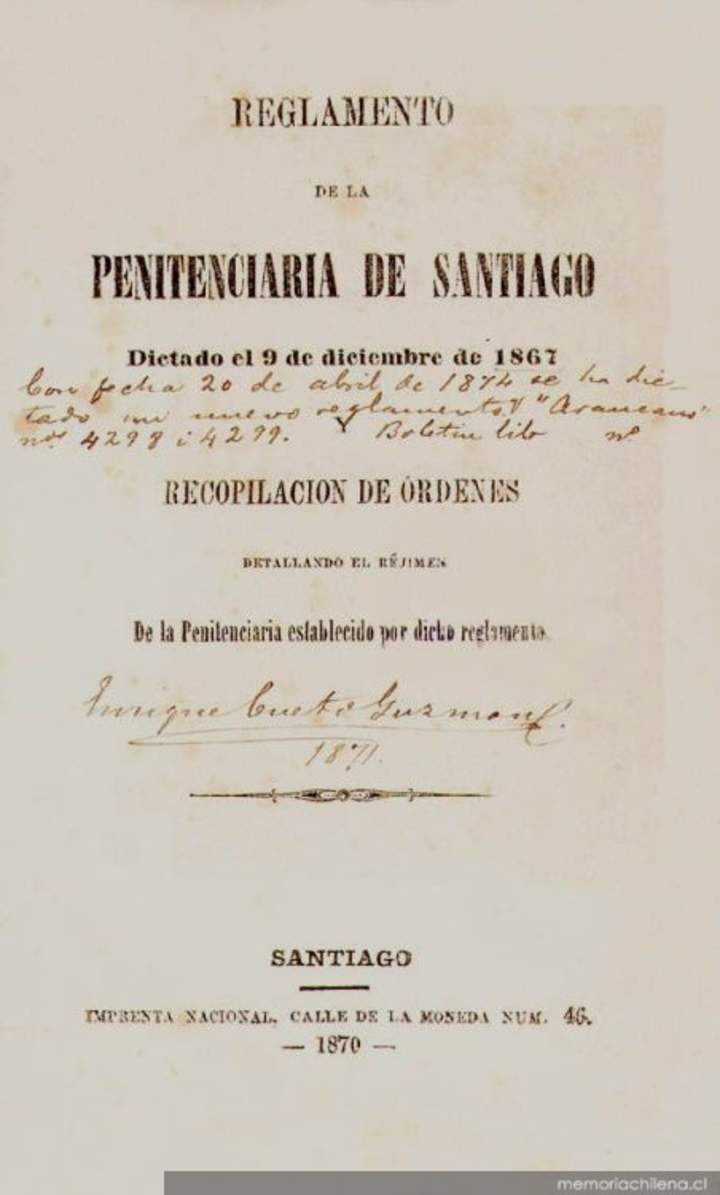 REGLAMENTO
DE LA
PENITENCIARIA DE SANTIAGO
Dictado el 9 de diciembre de 1867
Con fecha 20 de abril de 1874 se ha dic-
tado un nuevo reglamento "Araucano"
nos 4298 i 4299. Boletin lib nº
RECOPILACION DE ÓRDENES
DETALLANDO EL RÉJIMEN
De la Penitenciaria establecido por dicho reglamento
Enrique Cueto Guzman
1871.
SANTIAGO
IMPRENTA NACIONAL, CALLE DE LA MONEDA NUM. 46.
— 1870 —
memoriachilena.cl